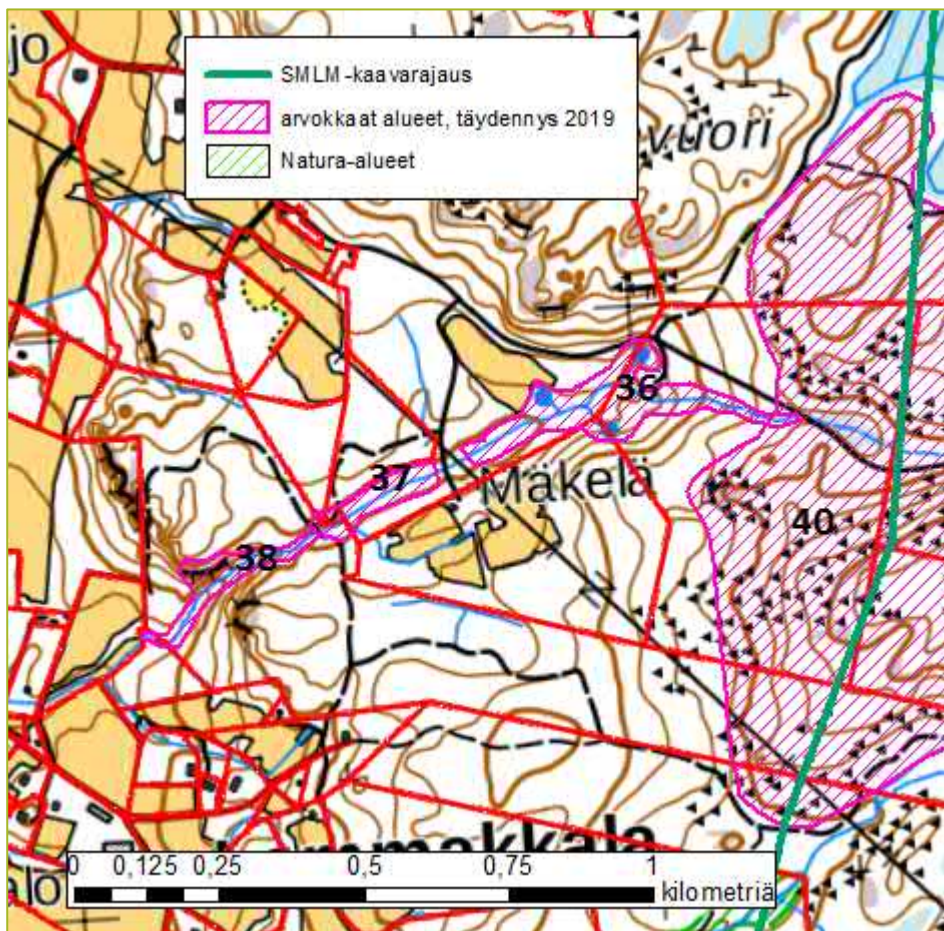 jo
SMLM-kaavarajaus
arvokkaat alueet, täydennys 2019
Natura-alueet
vuori
36
37
Mäkelä
38
40
0 0,125 0,25 0,5 0,75 1
kilometriä